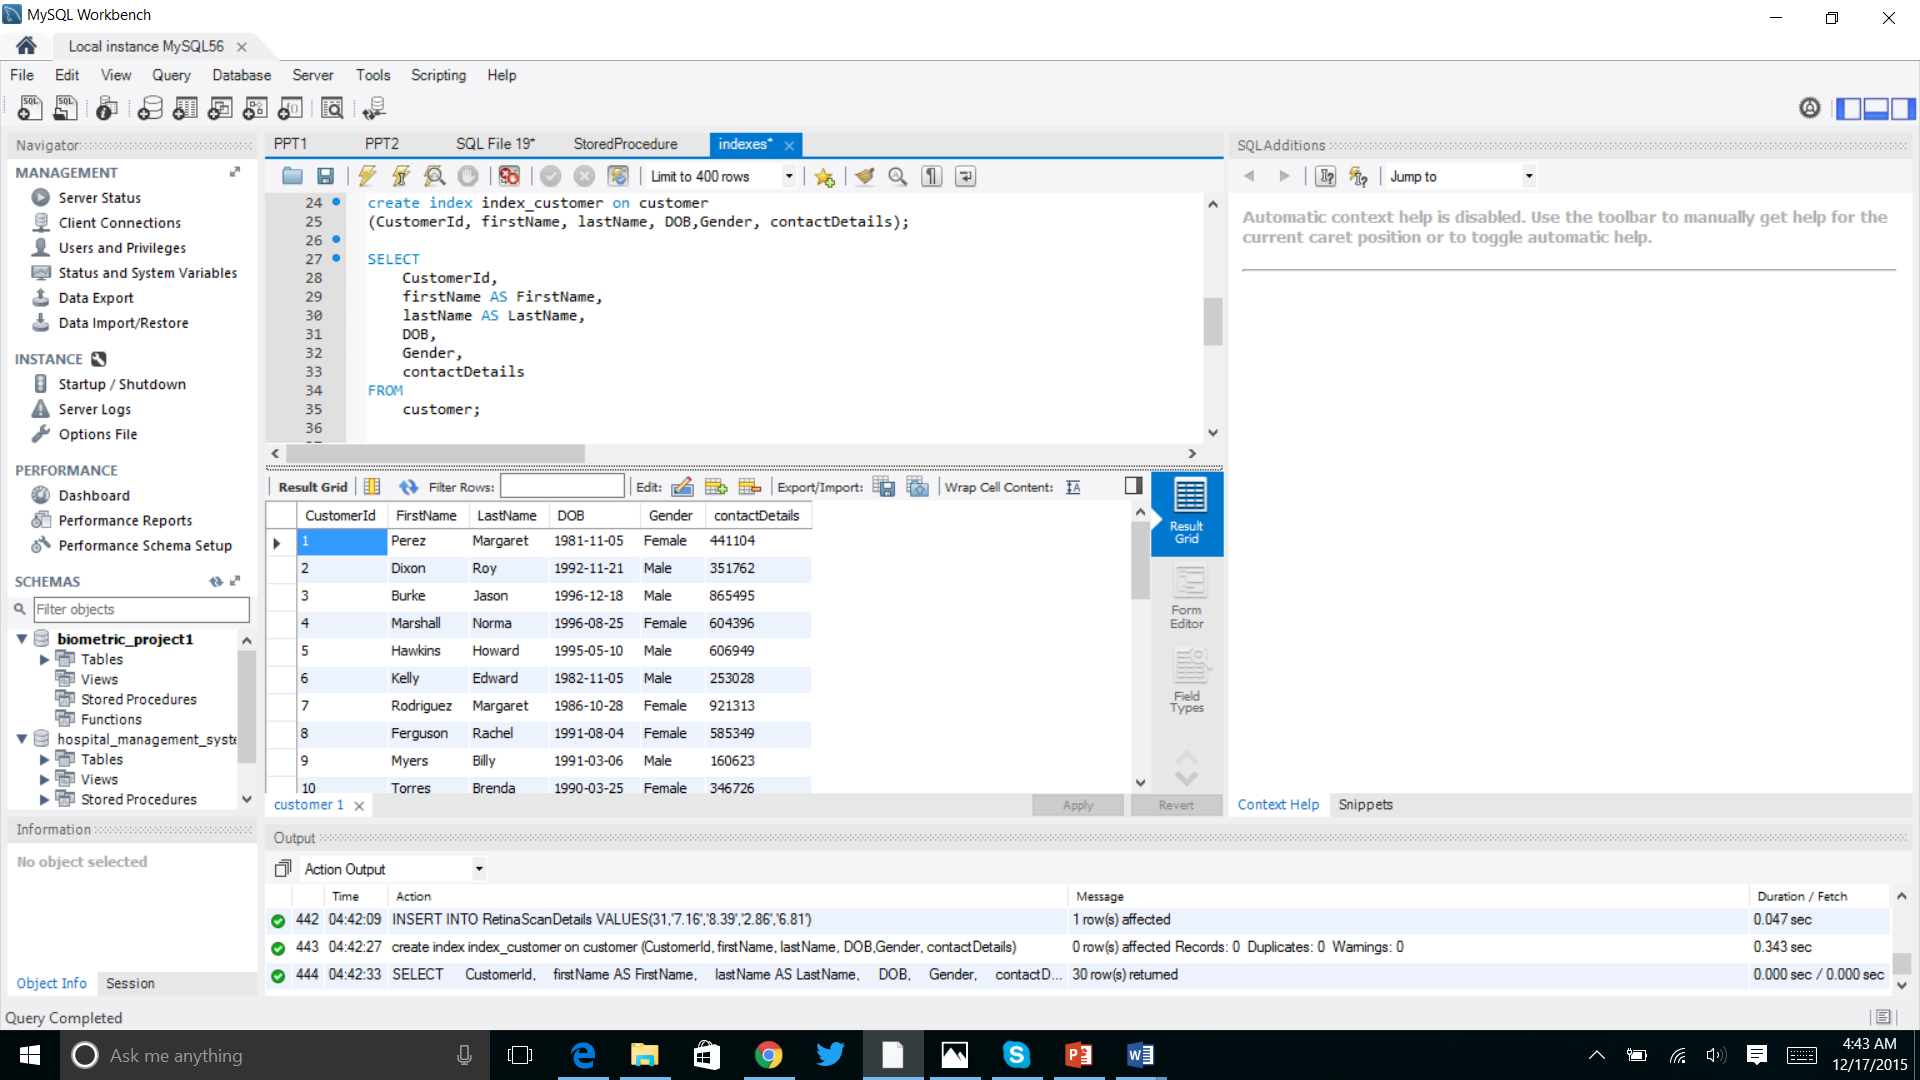 MySQL Workbench
Local instance MySQL56
File Edit View Query Database Server Tools Scripting Help
Navigator
MANAGEMENT
Server Status
Client Connections
Users and Privileges
Status and System Variables
Data Export
Data Import/Restore
INSTANCE
Startup / Shutdown
Server Logs
Options File
PERFORMANCE
Dashboard
Performance Reports
Performance Schema Setup
SCHEMAS
Filter objects
biometric_project1
Tables
Views
Stored Procedures
Functions
hospital_management_syste
Tables
Views
Stored Procedures
Information
No object selected
Object Info Session
PPT1 PPT2 SQL File 19* StoredProcedure indexes*
Limit to 400 rows
24 create index index_customer on customer
25 (CustomerId, firstName, lastName, DOB,Gender, contactDetails);
26
27 SELECT
28 CustomerId,
29 firstName AS FirstName,
30 lastName AS LastName,
31 DOB,
32 Gender,
33 contactDetails
34 FROM
35 customer;
36
Result Grid Filter Rows: Edit: Export/Import: Wrap Cell Content:
CustomerId FirstName LastName DOB Gender contactDetails
1 Perez Margaret 1981-11-05 Female 441104
2 Dixon Roy 1992-11-21 Male 351762
3 Burke Jason 1996-12-18 Male 865495
4 Marshall Norma 1996-08-25 Female 604396
5 Hawkins Howard 1995-05-10 Male 606949
6 Kelly Edward 1982-11-05 Male 253028
7 Rodriguez Margaret 1986-10-28 Female 921313
8 Ferguson Rachel 1991-08-04 Female 585349
9 Myers Billy 1991-03-06 Male 160623
10 Torres Brenda 1990-03-25 Female 346726
Result
Grid
Form
Editor
Field
Types
customer 1 Apply Revert
SQLAdditions
Jump to
Automatic context help is disabled. Use the toolbar to manually get help for the
current caret position or to toggle automatic help.
Context Help Snippets
Output
Action Output
Time Action Message Duration / Fetch
442 04:42:09 INSERT INTO RetinaScanDetails VALUES(31,'7.16','8.39','2.86','6.81') 1 row(s) affected 0.047 sec
443 04:42:27 create index index_customer on customer (CustomerId, firstName, lastName, DOB,Gender, contactDetails) 0 row(s) affected Records: 0 Duplicates: 0 Warnings: 0 0.343 sec
444 04:42:33 SELECT CustomerId, firstName AS FirstName, lastName AS LastName, DOB, Gender, contactD... 30 row(s) returned 0.000 sec / 0.000 sec
Query Completed
Ask me anything
4:43 AM
12/17/2015